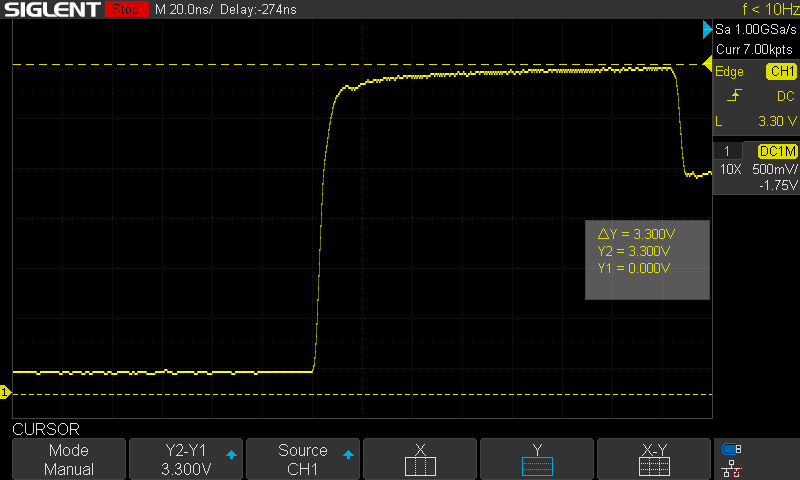 SIGLENT Stop M 20.0ns/ Delay:-274ns f < 10Hz
Sa 1.00GSa/s
Curr 7.00kpts
Edge CH1
DC
L 3.30 V
1 DC1M
10X 500mV/
-1.75V
△Y = 3.300V
Y2 = 3.300V
Y1 = 0.000V
1
CURSOR
Mode
Manual
Y2-Y1
3.300V
Source
CH1
X
Y
X-Y